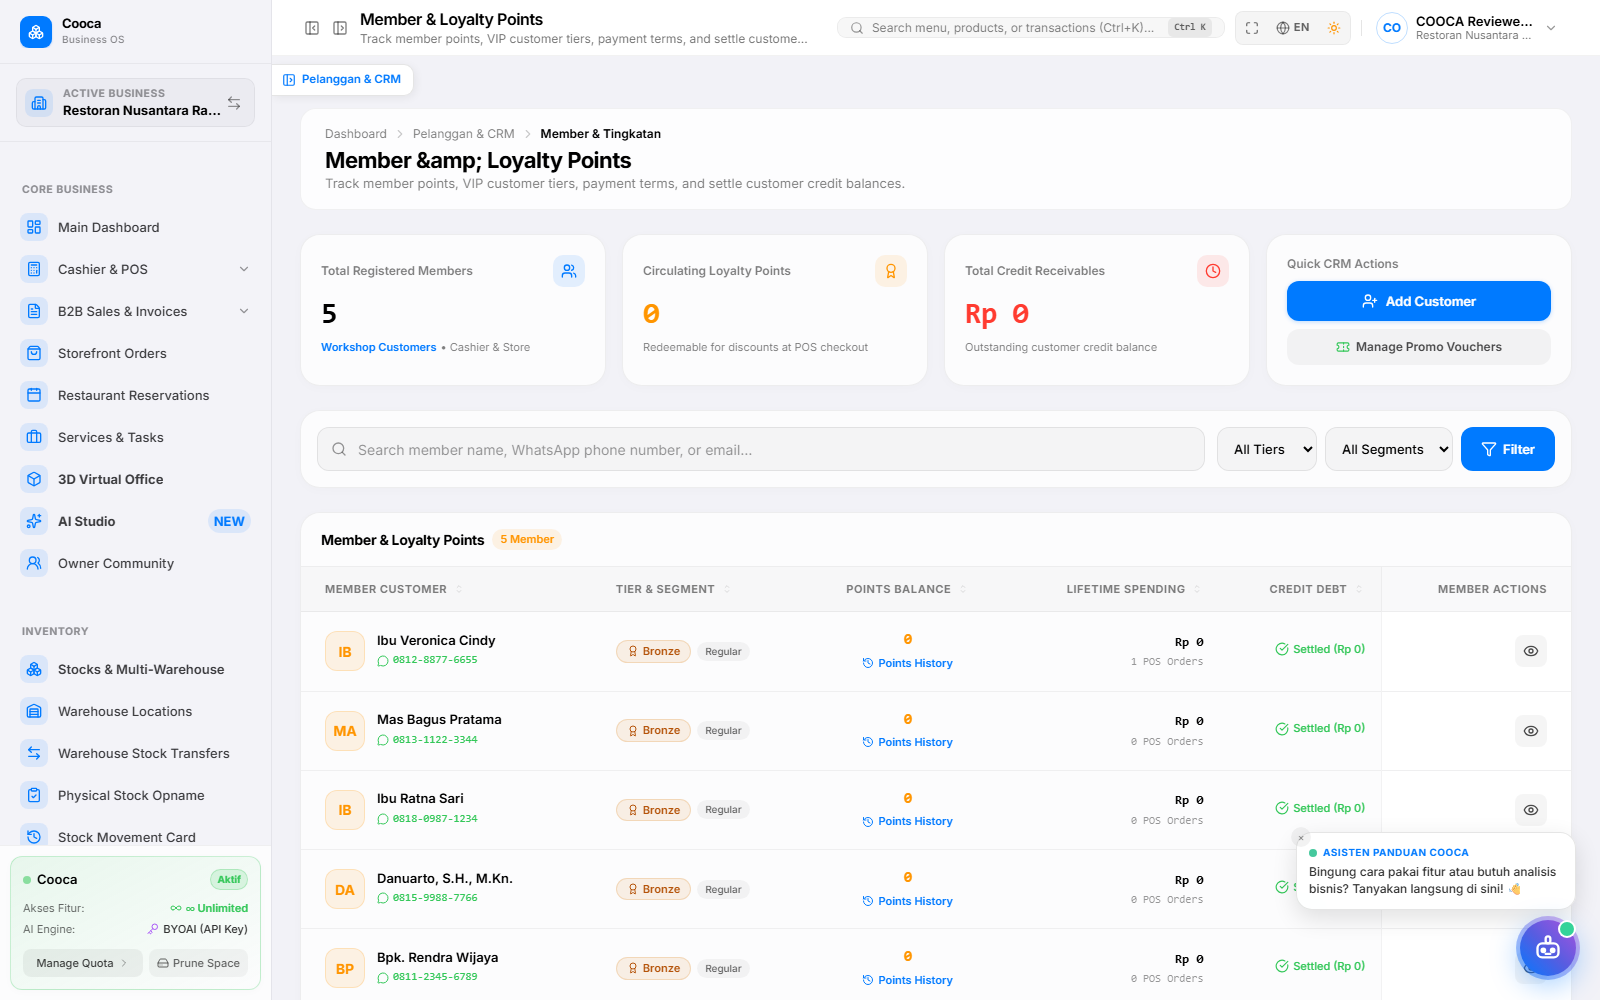 Cooca
Business OS
ACTIVE BUSINESS
Restoran Nusantara Ra...
CORE BUSINESS
Main Dashboard
Cashier & POS
B2B Sales & Invoices
Storefront Orders
Restaurant Reservations
Services & Tasks
3D Virtual Office
AI Studio NEW
Owner Community
INVENTORY
Stocks & Multi-Warehouse
Warehouse Locations
Warehouse Stock Transfers
Physical Stock Opname
Stock Movement Card
Cooca Aktif
Akses Fitur: ∞ Unlimited
AI Engine: BYOAI (API Key)
Manage Quota
Prune Space
Member & Loyalty Points
Track member points, VIP customer tiers, payment terms, and settle custome...
Search menu, products, or transactions (Ctrl+K)... Ctrl K
EN
CO
COOCA Reviewe...
Restoran Nusantara ...
Pelanggan & CRM
Dashboard > Pelanggan & CRM > Member & Tingkatan
Member &amp; Loyalty Points
Track member points, VIP customer tiers, payment terms, and settle customer credit balances.
Total Registered Members
5
Workshop Customers • Cashier & Store
Circulating Loyalty Points
0
Redeemable for discounts at POS checkout
Total Credit Receivables
Rp 0
Outstanding customer credit balance
Quick CRM Actions
Add Customer
Manage Promo Vouchers
Search member name, WhatsApp phone number, or email...
All Tiers
All Segments
Filter
Member & Loyalty Points 5 Member
MEMBER CUSTOMER TIER & SEGMENT POINTS BALANCE LIFETIME SPENDING CREDIT DEBT MEMBER ACTIONS
IB Ibu Veronica Cindy 0812-8877-6655 Bronze Regular 0 Points History Rp 0 1 POS Orders Settled (Rp 0)
MA Mas Bagus Pratama 0813-1122-3344 Bronze Regular 0 Points History Rp 0 0 POS Orders Settled (Rp 0)
IB Ibu Ratna Sari 0818-0987-1234 Bronze Regular 0 Points History Rp 0 0 POS Orders Settled (Rp 0)
DA Danuarto, S.H., M.Kn. 0815-9988-7766 Bronze Regular 0 Points History Rp 0 0 POS Orders
BP Bpk. Rendra Wijaya 0811-2345-6789 Bronze Regular 0 Points History Rp 0 0 POS Orders Settled (Rp 0)
ASISTEN PANDUAN COOCA
Bingung cara pakai fitur atau butuh analisis
bisnis? Tanyakan langsung di sini! 👋